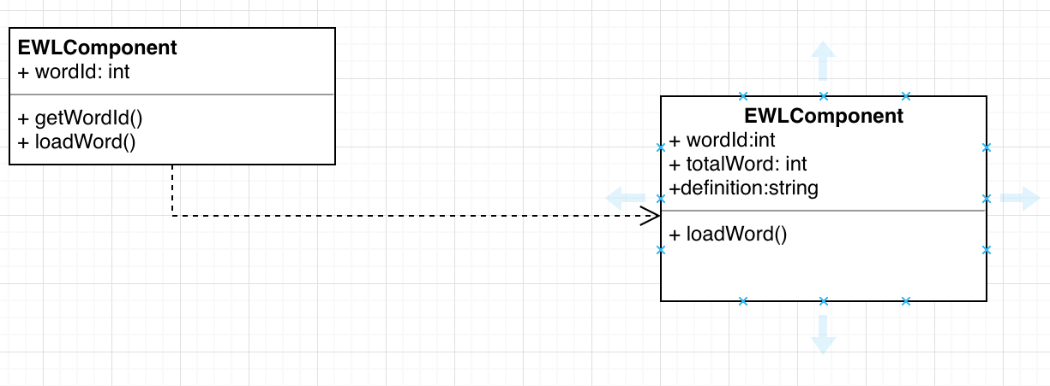 EWLComponent
+ wordId: int
+ getWordId()
+ loadWord()
EWLComponent
+ wordId:int
+ totalWord: int
+definition:string
+ loadWord()